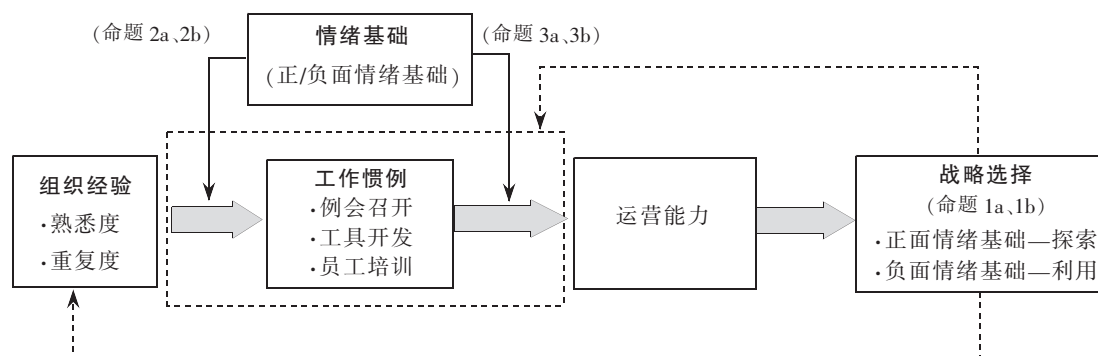 (命题 2a、2b)
情绪基础
(正/负面情绪基础)
(命题 3a、3b)
组织经验
·熟悉度
·重复度
工作惯例
·例会召开
·工具开发
·员工培训
运营能力
战略选择
(命题 1a、1b)
·正面情绪基础—探索
·负面情绪基础—利用